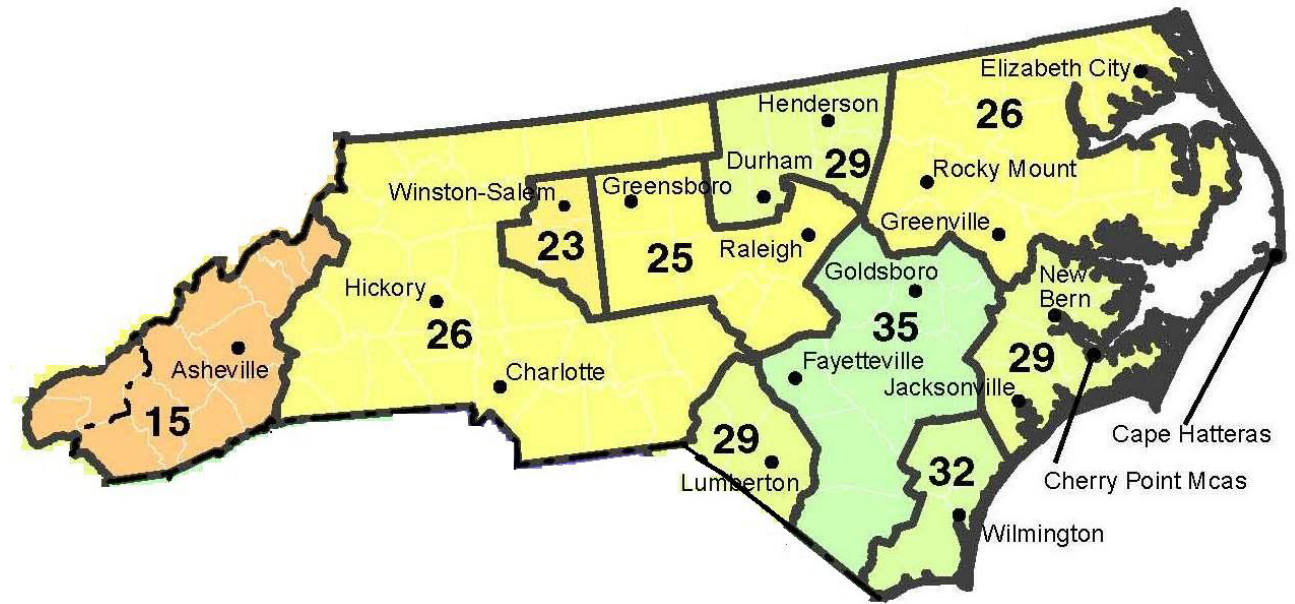 Elizabeth City
Henderson
26
Durham
29
Rocky Mount
Winston-Salem
Greensboro
Greenville
23
25
Raleigh
Goldsboro
New
Bern
Hickory
26
35
Asheville
Charlotte
Fayetteville
29
Jacksonville
15
29
Cape Hatteras
Lumberton
32
Cherry Point Mcas
Wilmington